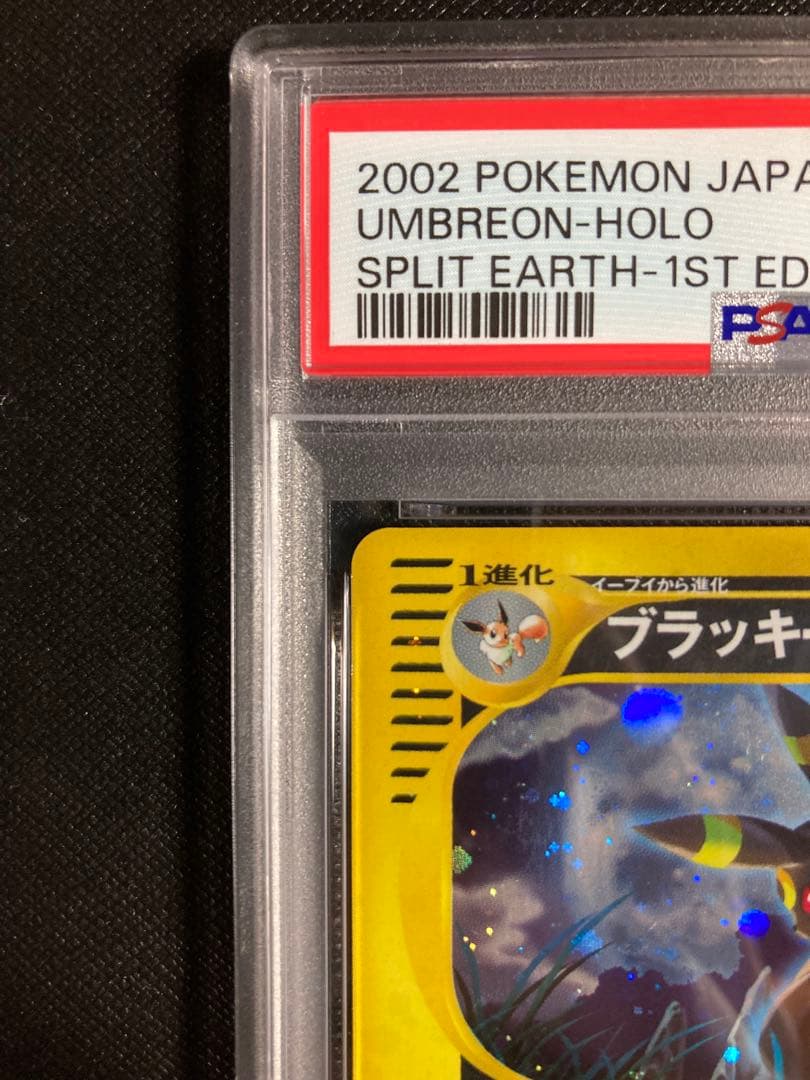 2002 POKEMON JAPA
UMBREON-HOLO
SPLIT EARTH-1ST ED
PSA
1進化
イーブイから進化
ブラッキー